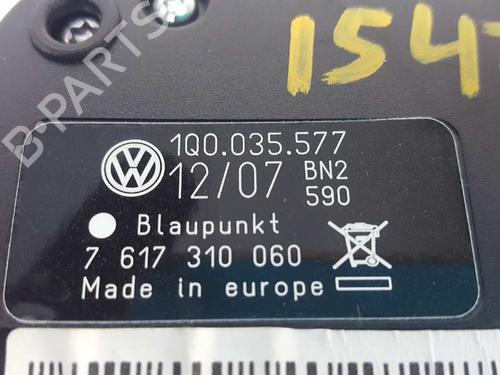 154
1Q0.035.577
12/07 BN2
590
Blaupunkt
7 617 310 060
Made in europe
B-PARTS